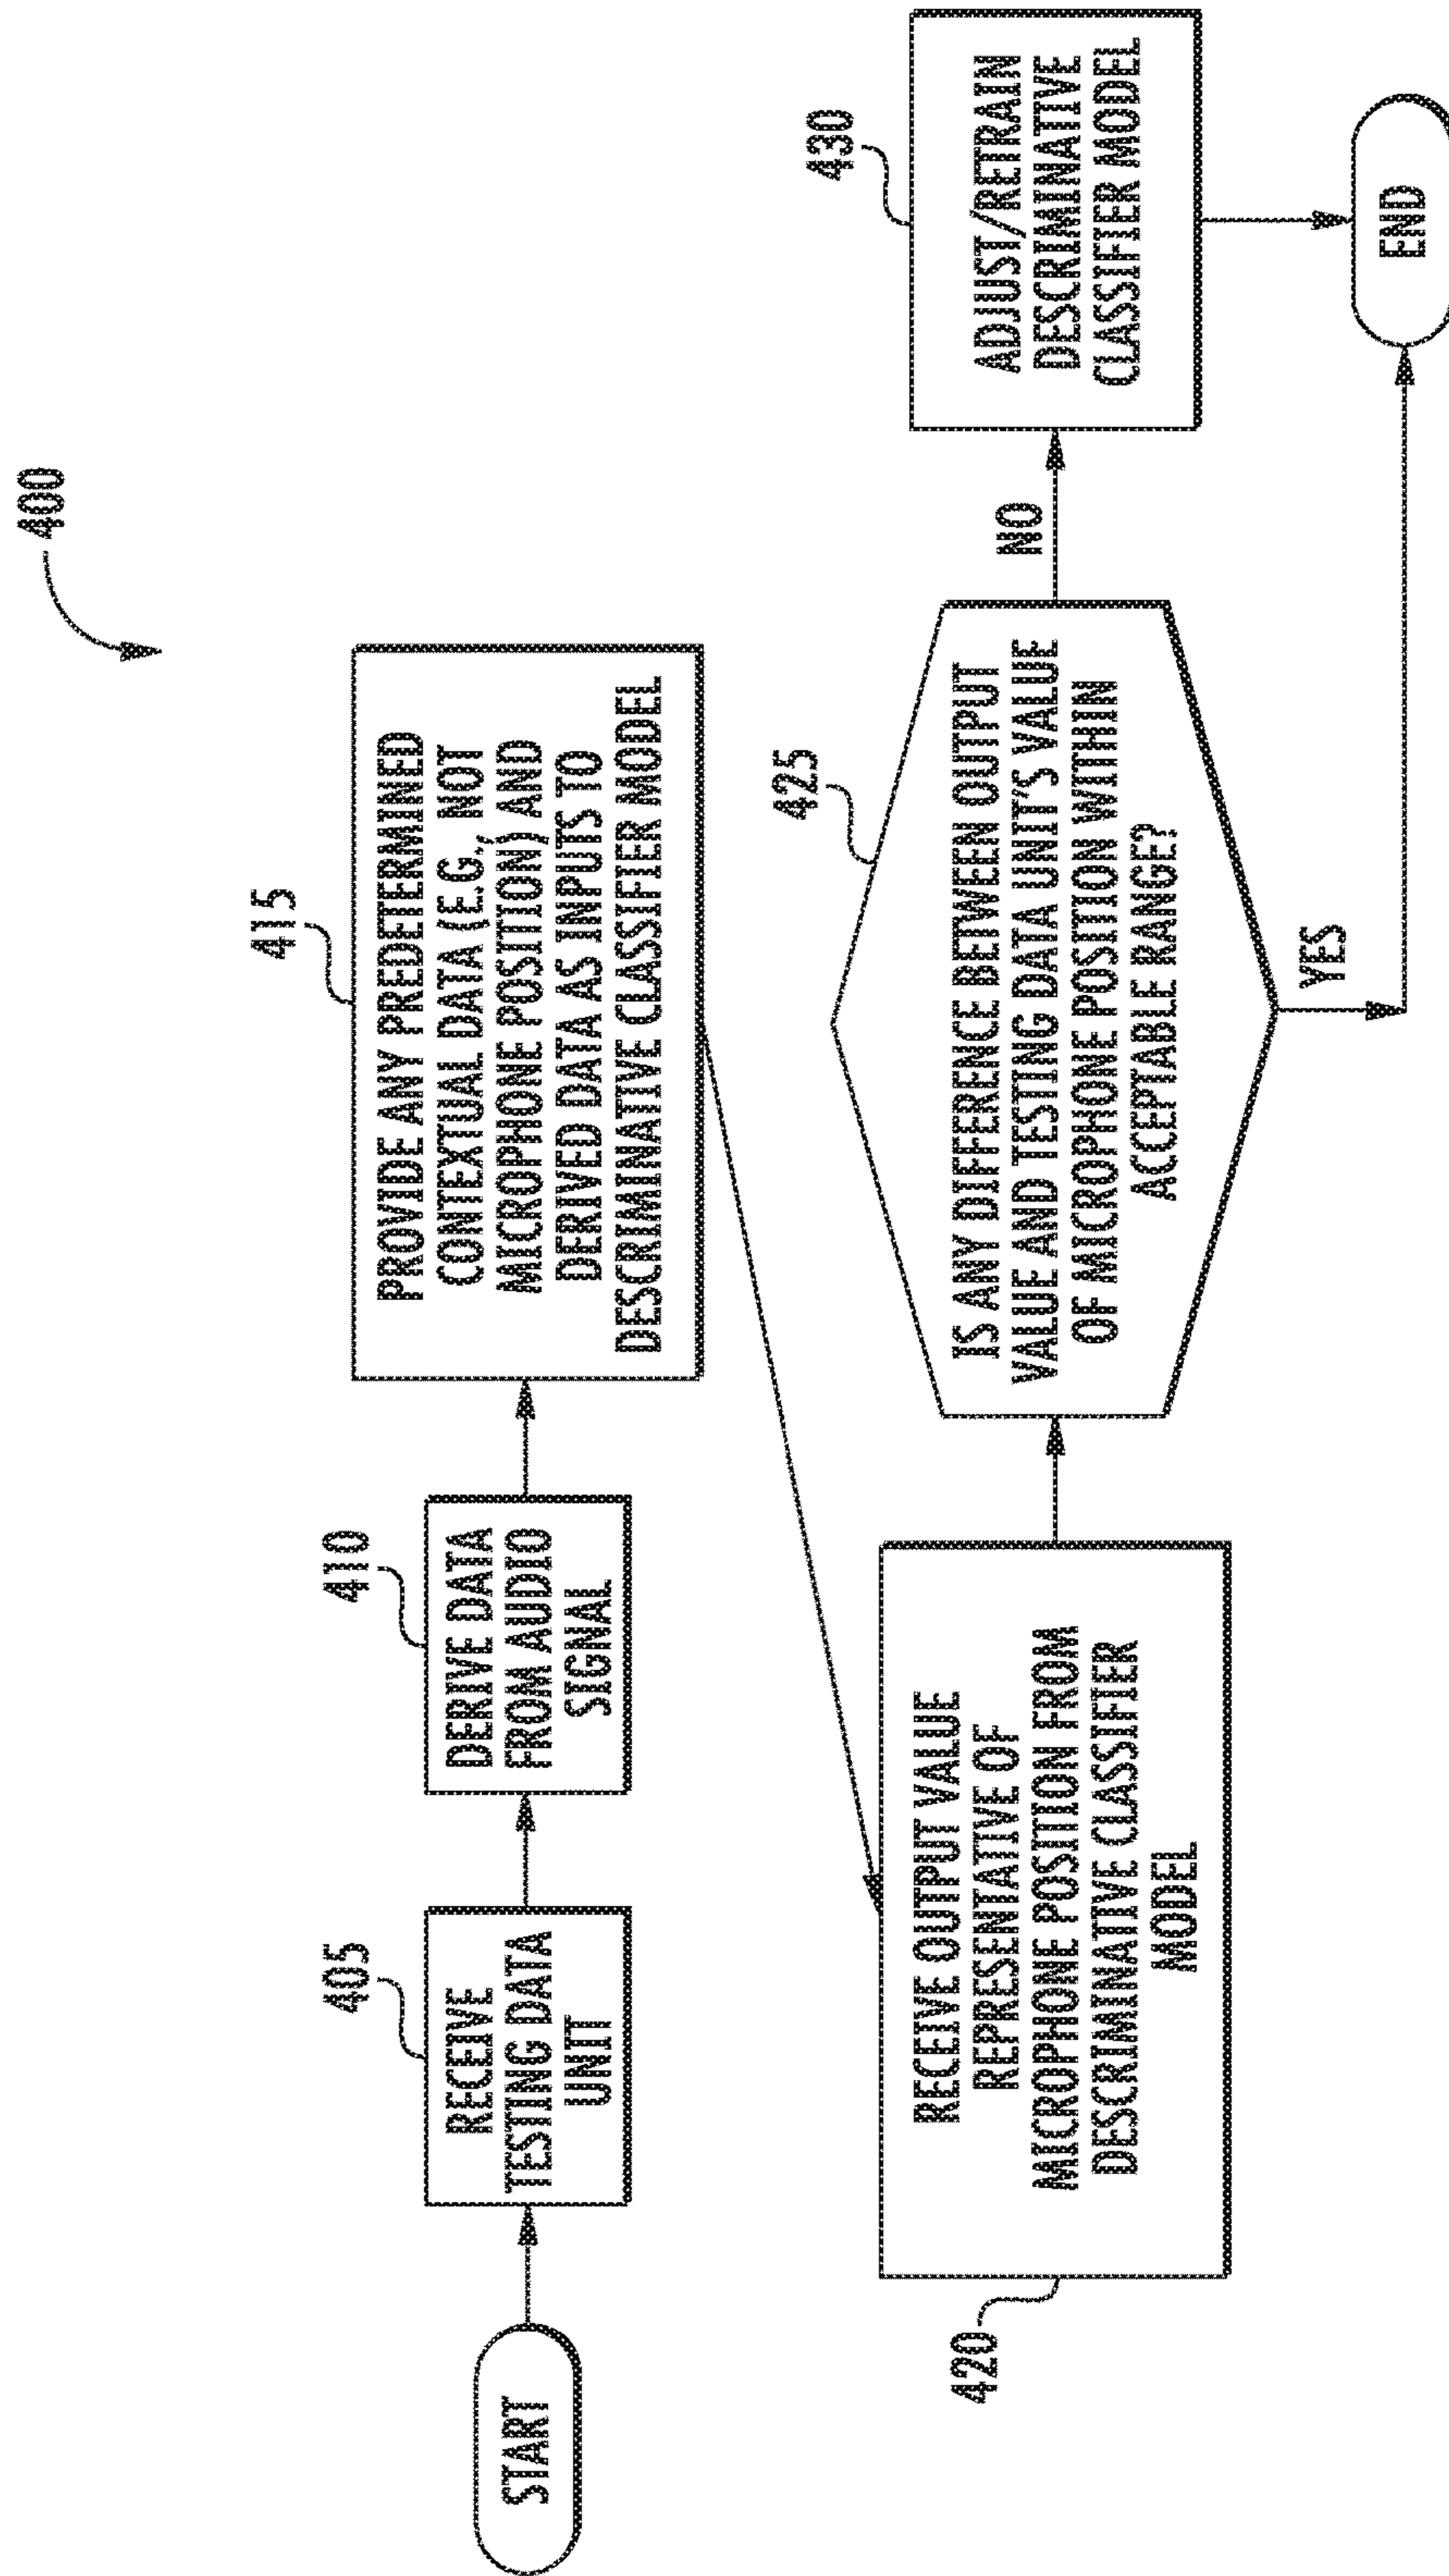 400
START
405
RECEIVE
TESTING DATA
UNIT
410
DERIVE DATA
FROM AUDIO
SIGNAL
415
PROVIDE ANY PREDETERMINED
CONTEXTUAL DATA (E.G., NOT
MICROPHONE POSITION) AND
DERIVED DATA AS INPUTS TO
DESCRIMINATIVE CLASSIFIER MODEL
420
RECEIVE OUTPUT VALUE
REPRESENTATIVE OF
MICROPHONE POSITION FROM
DESCRIMINATIVE CLASSIFIER
MODEL
425
IS ANY DIFFERENCE BETWEEN OUTPUT
VALUE AND TESTING DATA UNIT'S VALUE
OF MICROPHONE POSITION WITHIN
ACCEPTABLE RANGE?
NO
YES
430
ADJUST/RETRAIN
DESCRIMINATIVE
CLASSIFIER MODEL
END